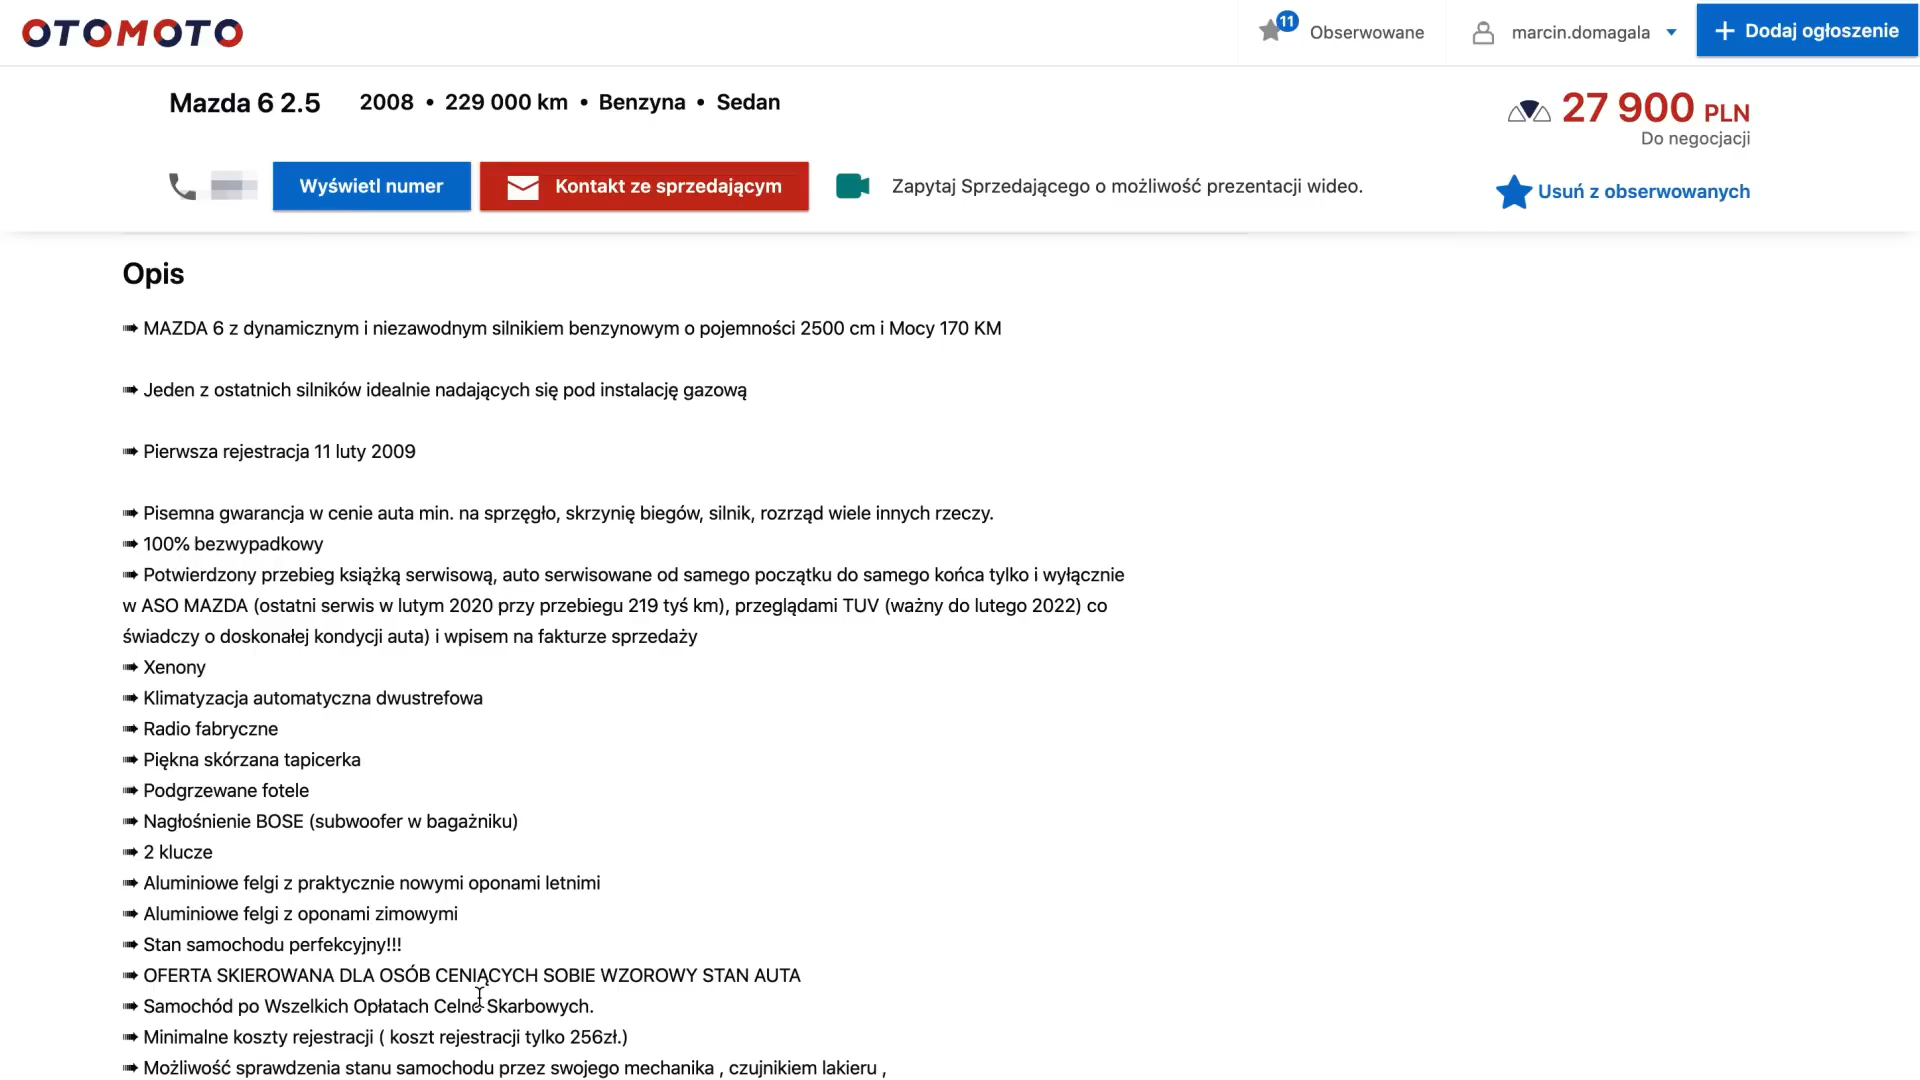 OTOMOTO
11
Obserwowane
marcin.domagala
+ Dodaj ogłoszenie
Mazda 6 2.5
2008 • 229 000 km • Benzyna • Sedan
27 900 PLN
Do negocjacji
Wyświetl numer
Kontakt ze sprzedającym
Zapytaj Sprzedającego o możliwość prezentacji wideo.
Usuń z obserwowanych
Opis
➠ MAZDA 6 z dynamicznym i niezawodnym silnikiem benzynowym o pojemności 2500 cm i Mocy 170 KM
➠ Jeden z ostatnich silników idealnie nadających się pod instalację gazową
➠ Pierwsza rejestracja 11 luty 2009
➠ Pisemna gwarancja w cenie auta min. na sprzęgło, skrzynię biegów, silnik, rozrząd wiele innych rzeczy.
➠ 100% bezwypadkowy
➠ Potwierdzony przebieg książką serwisową, auto serwisowane od samego początku do samego końca tylko i wyłącznie
w ASO MAZDA (ostatni serwis w lutym 2020 przy przebiegu 219 tyś km), przeglądami TUV (ważny do lutego 2022) co
świadczy o doskonałej kondycji auta) i wpisem na fakturze sprzedaży
➠ Xenony
➠ Klimatyzacja automatyczna dwustrefowa
➠ Radio fabryczne
➠ Piękna skórzana tapicerka
➠ Podgrzewane fotele
➠ Nagłośnienie BOSE (subwoofer w bagażniku)
➠ 2 klucze
➠ Aluminiowe felgi z praktycznie nowymi oponami letnimi
➠ Aluminiowe felgi z oponami zimowymi
➠ Stan samochodu perfekcyjny!!!
➠ OFERTA SKIEROWANA DLA OSÓB CENIĄCYCH SOBIE WZOROWY STAN AUTA
➠ Samochód po Wszelkich Opłatach Celno Skarbowych.
➠ Minimalne koszty rejestracji ( koszt rejestracji tylko 256zł.)
➠ Możliwość sprawdzenia stanu samochodu przez swojego mechanika , czujnikiem lakieru ,